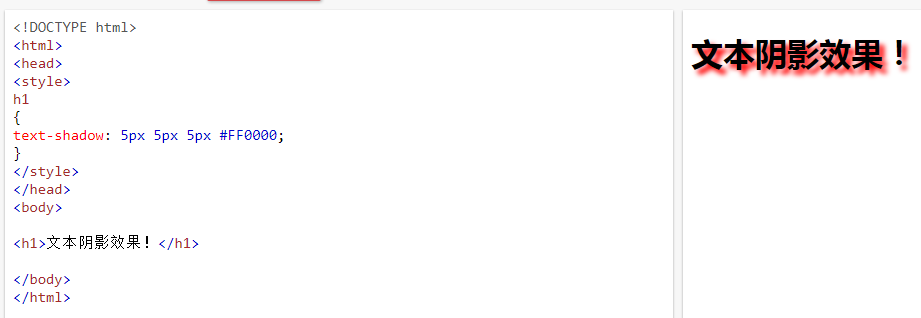 <!DOCTYPE html>
<html>
<head>
<style>
h1
{
text-shadow: 5px 5px 5px #FF0000;
}
</style>
</head>
<body>
<h1>文本阴影效果！</h1>
</body>
</html>
文本阴影效果！